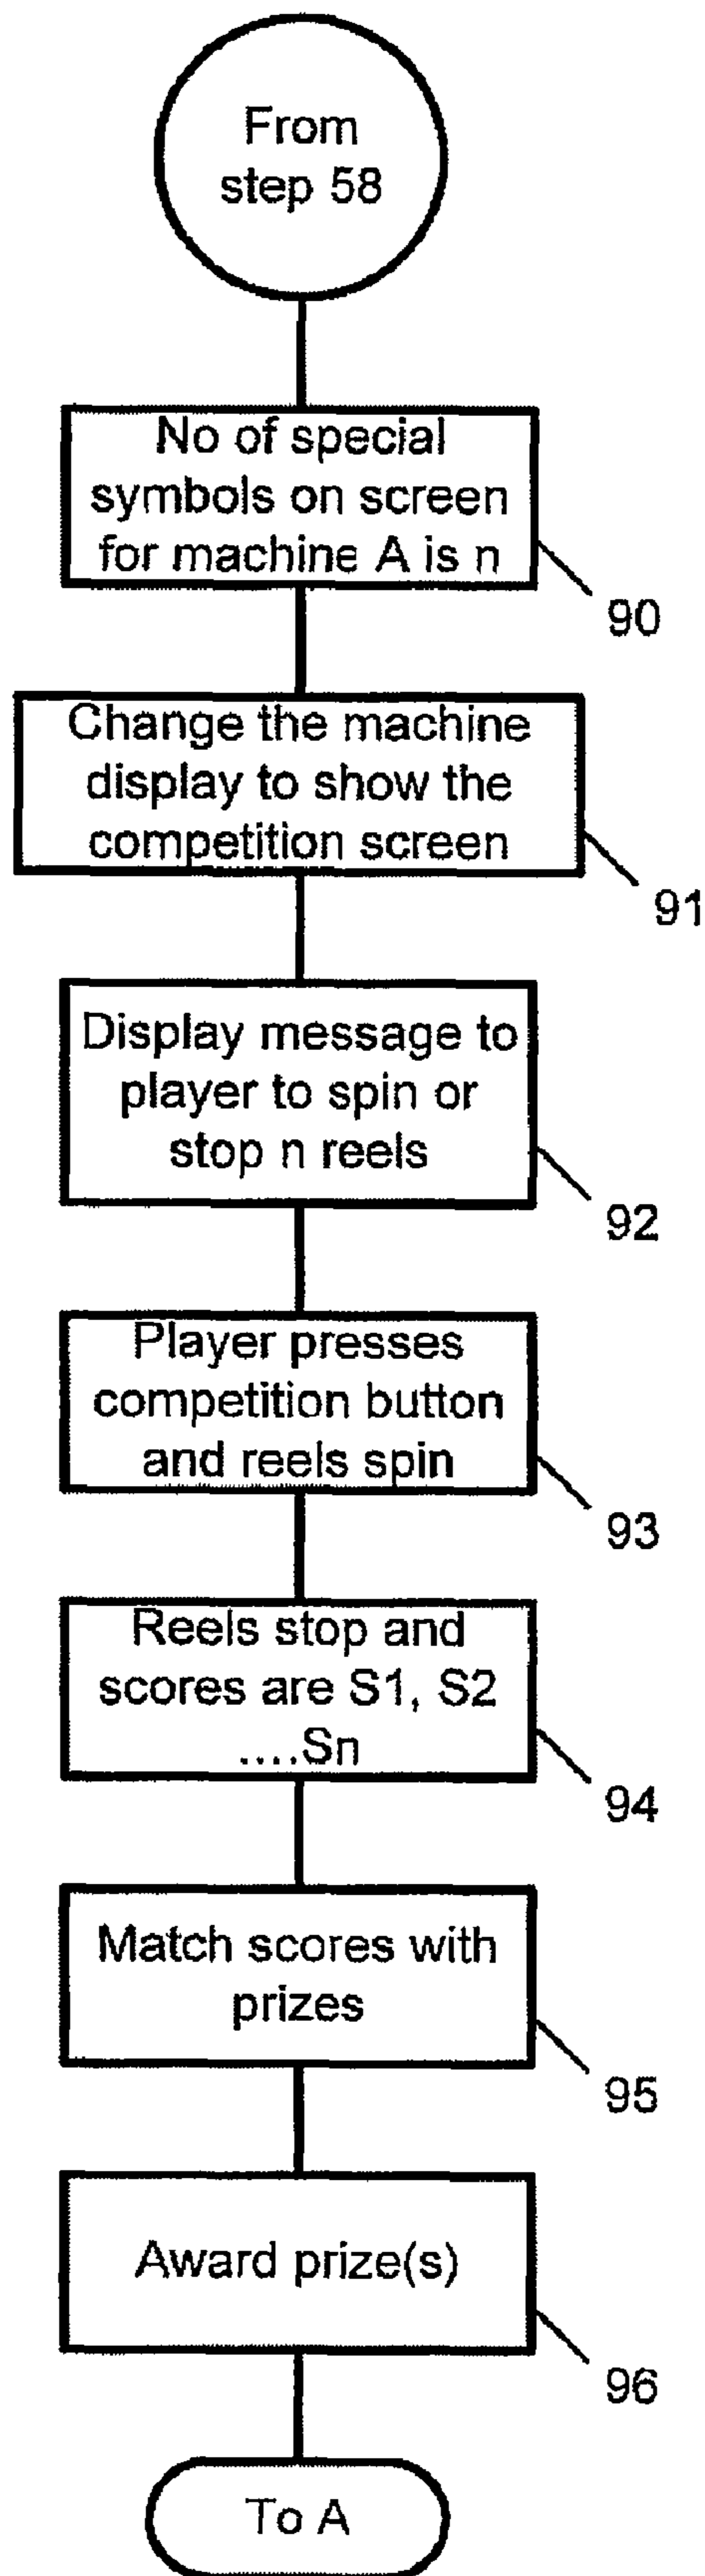 From
step 58
No of special
symbols on screen
for machine A is n
90
Change the machine
display to show the
competition screen
91
Display message to
player to spin or
stop n reels
92
Player presses
competition button
and reels spin
93
Reels stop and
scores are S1, S2
....Sn
94
Match scores with
prizes
95
Award prize(s)
96
To A